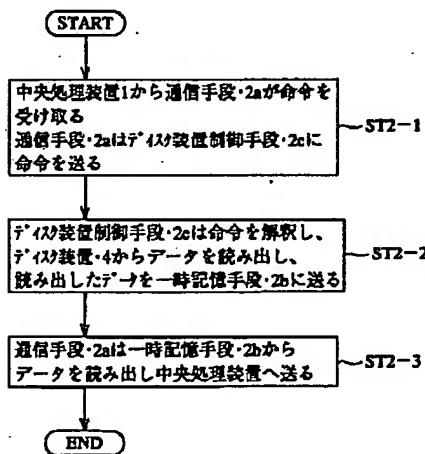 START
中央処理装置1から通信手段・2aが命令を
受け取る
通信手段・2aはディスク装置制御手段・2cに
命令を送る
ST2-1
ディスク装置制御手段・2cは命令を解釈し、
ディスク装置・4からデータを読み出し、
読み出したデータを一時記憶手段・2bに送る
ST2-2
通信手段・2aは一時記憶手段・2bから
データを読み出し中央処理装置へ送る
ST2-3
END